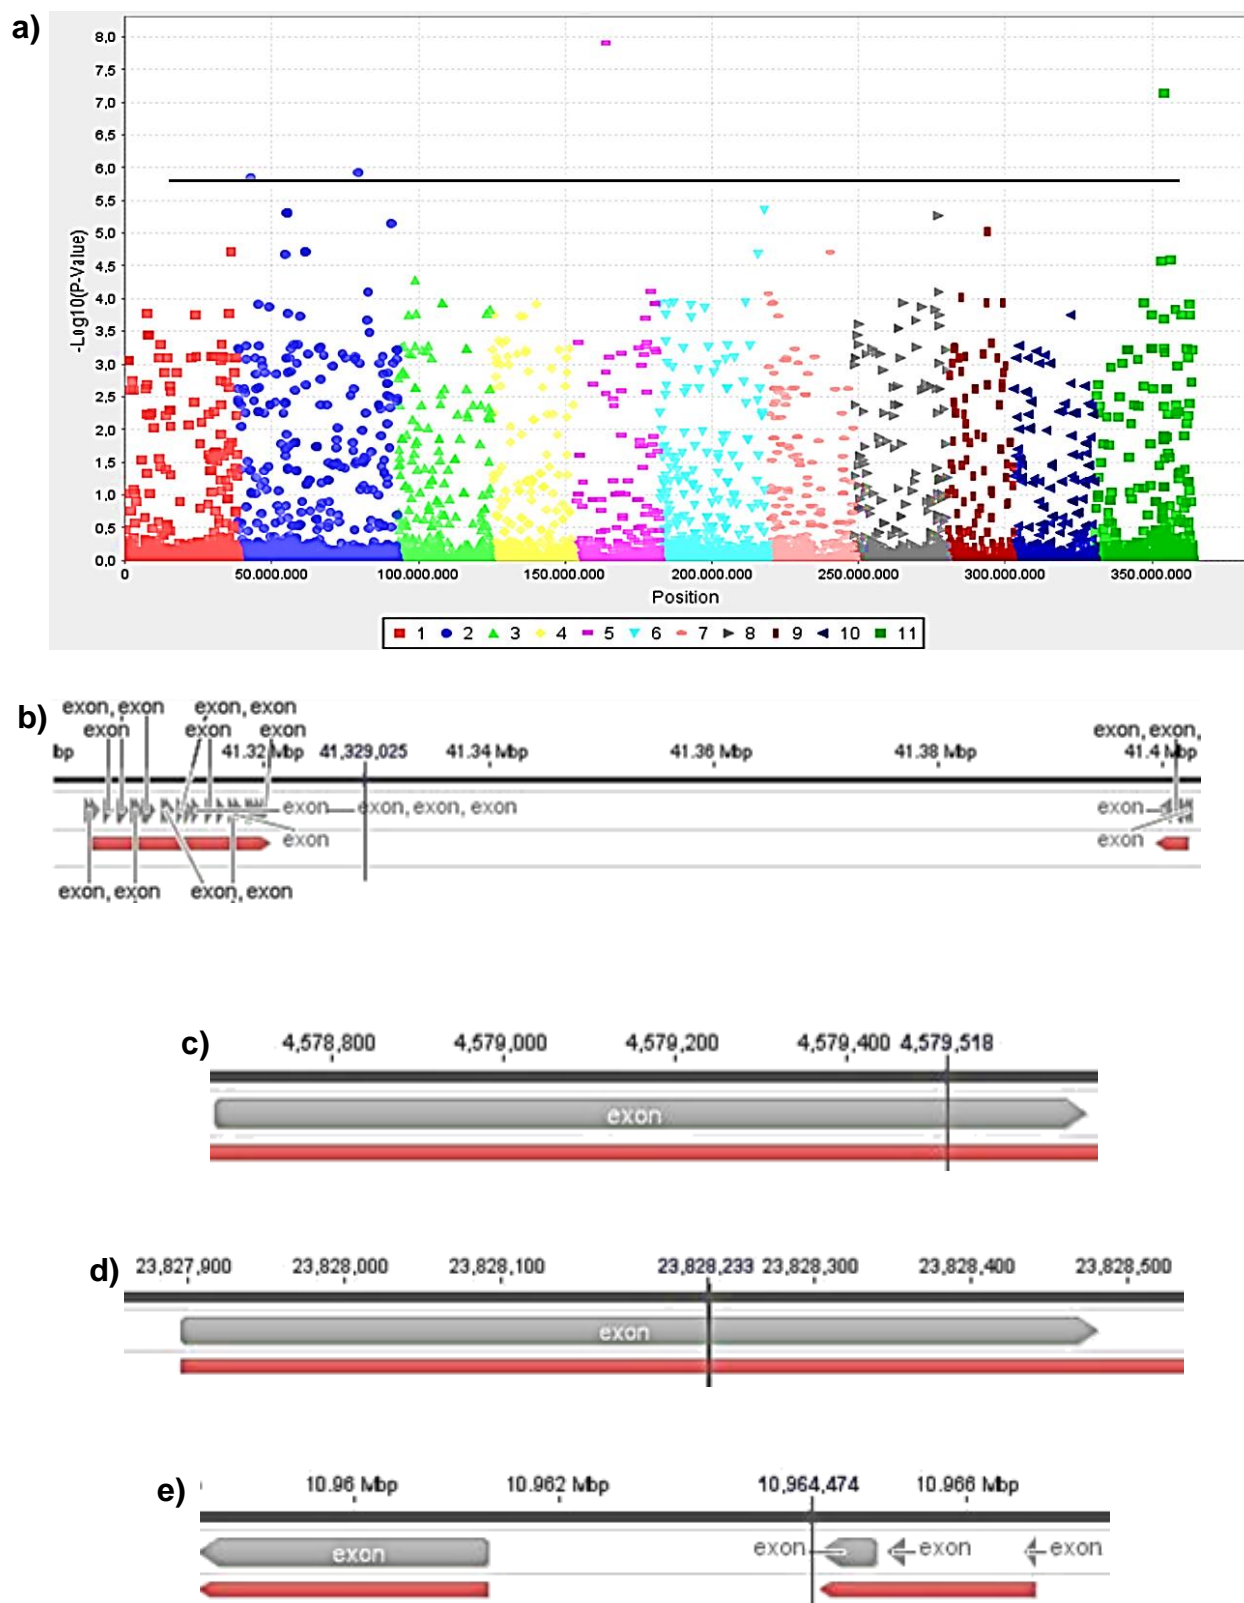 a)
8,0
7,5
7,0
6,5
6,0
5,5
5,0
4,5
4,0
3,5
3,0
2,5
2,0
1,5
1,0
0,5
0,0
-Log10(P-Value)
0 50.0000.000 100.0000.000 150.0000.000 200.0000.000 250.0000.000 300.0000.000 350.0000.000
Position
1 2 3 4 5 6 7 8 9 10 11
b)
exon, exon exon, exon
exon exon exon exon, exon,
bp 41.32 Mbp 41,329,025 41.34 Mbp 41.36 Mbp 41.38 Mbp 41.4 Mbp
exon exon, exon, exon exon
exon exon
exon, exon exon, exon
c)
4,578,800 4,579,000 4,579,200 4,579,400 4,579,518
exon
d)
23,827,900 23,828,000 23,828,100 23,828,233 23,828,300 23,828,400 23,828,500
exon
e)
10.96 Mbp 10.962 Mbp 10,964,474 10.966 Mbp
exon exon exon exon